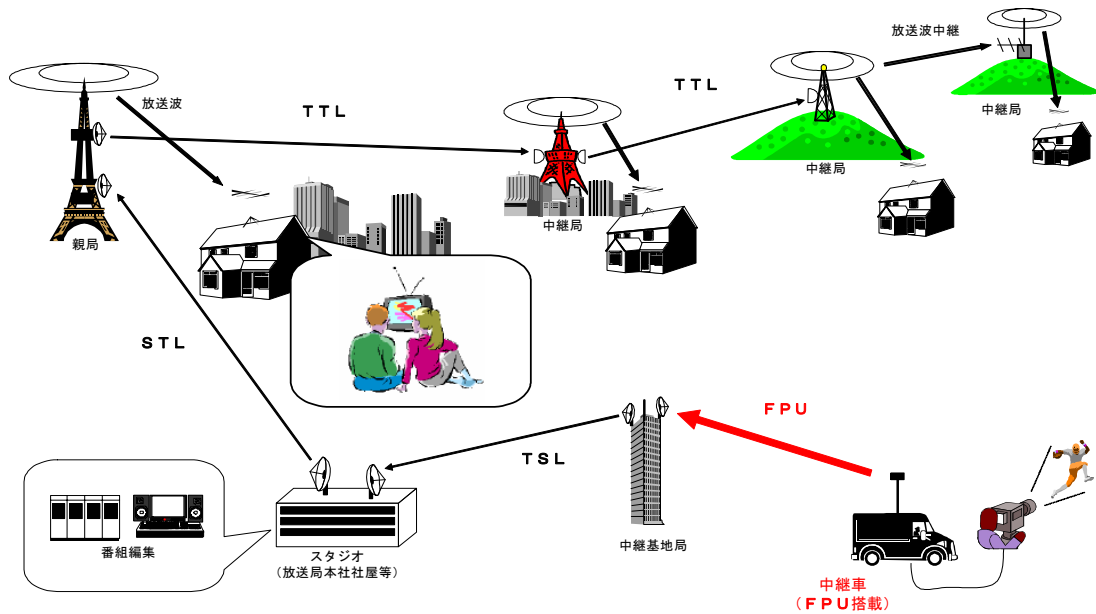 放送波中継
放送波
TTL
TTL
中継局
中継局
中継局
親局
STL
FPU
TSL
番組編集
スタジオ
(放送局本社社屋等)
中継基地局
中継車
(FPU搭載)